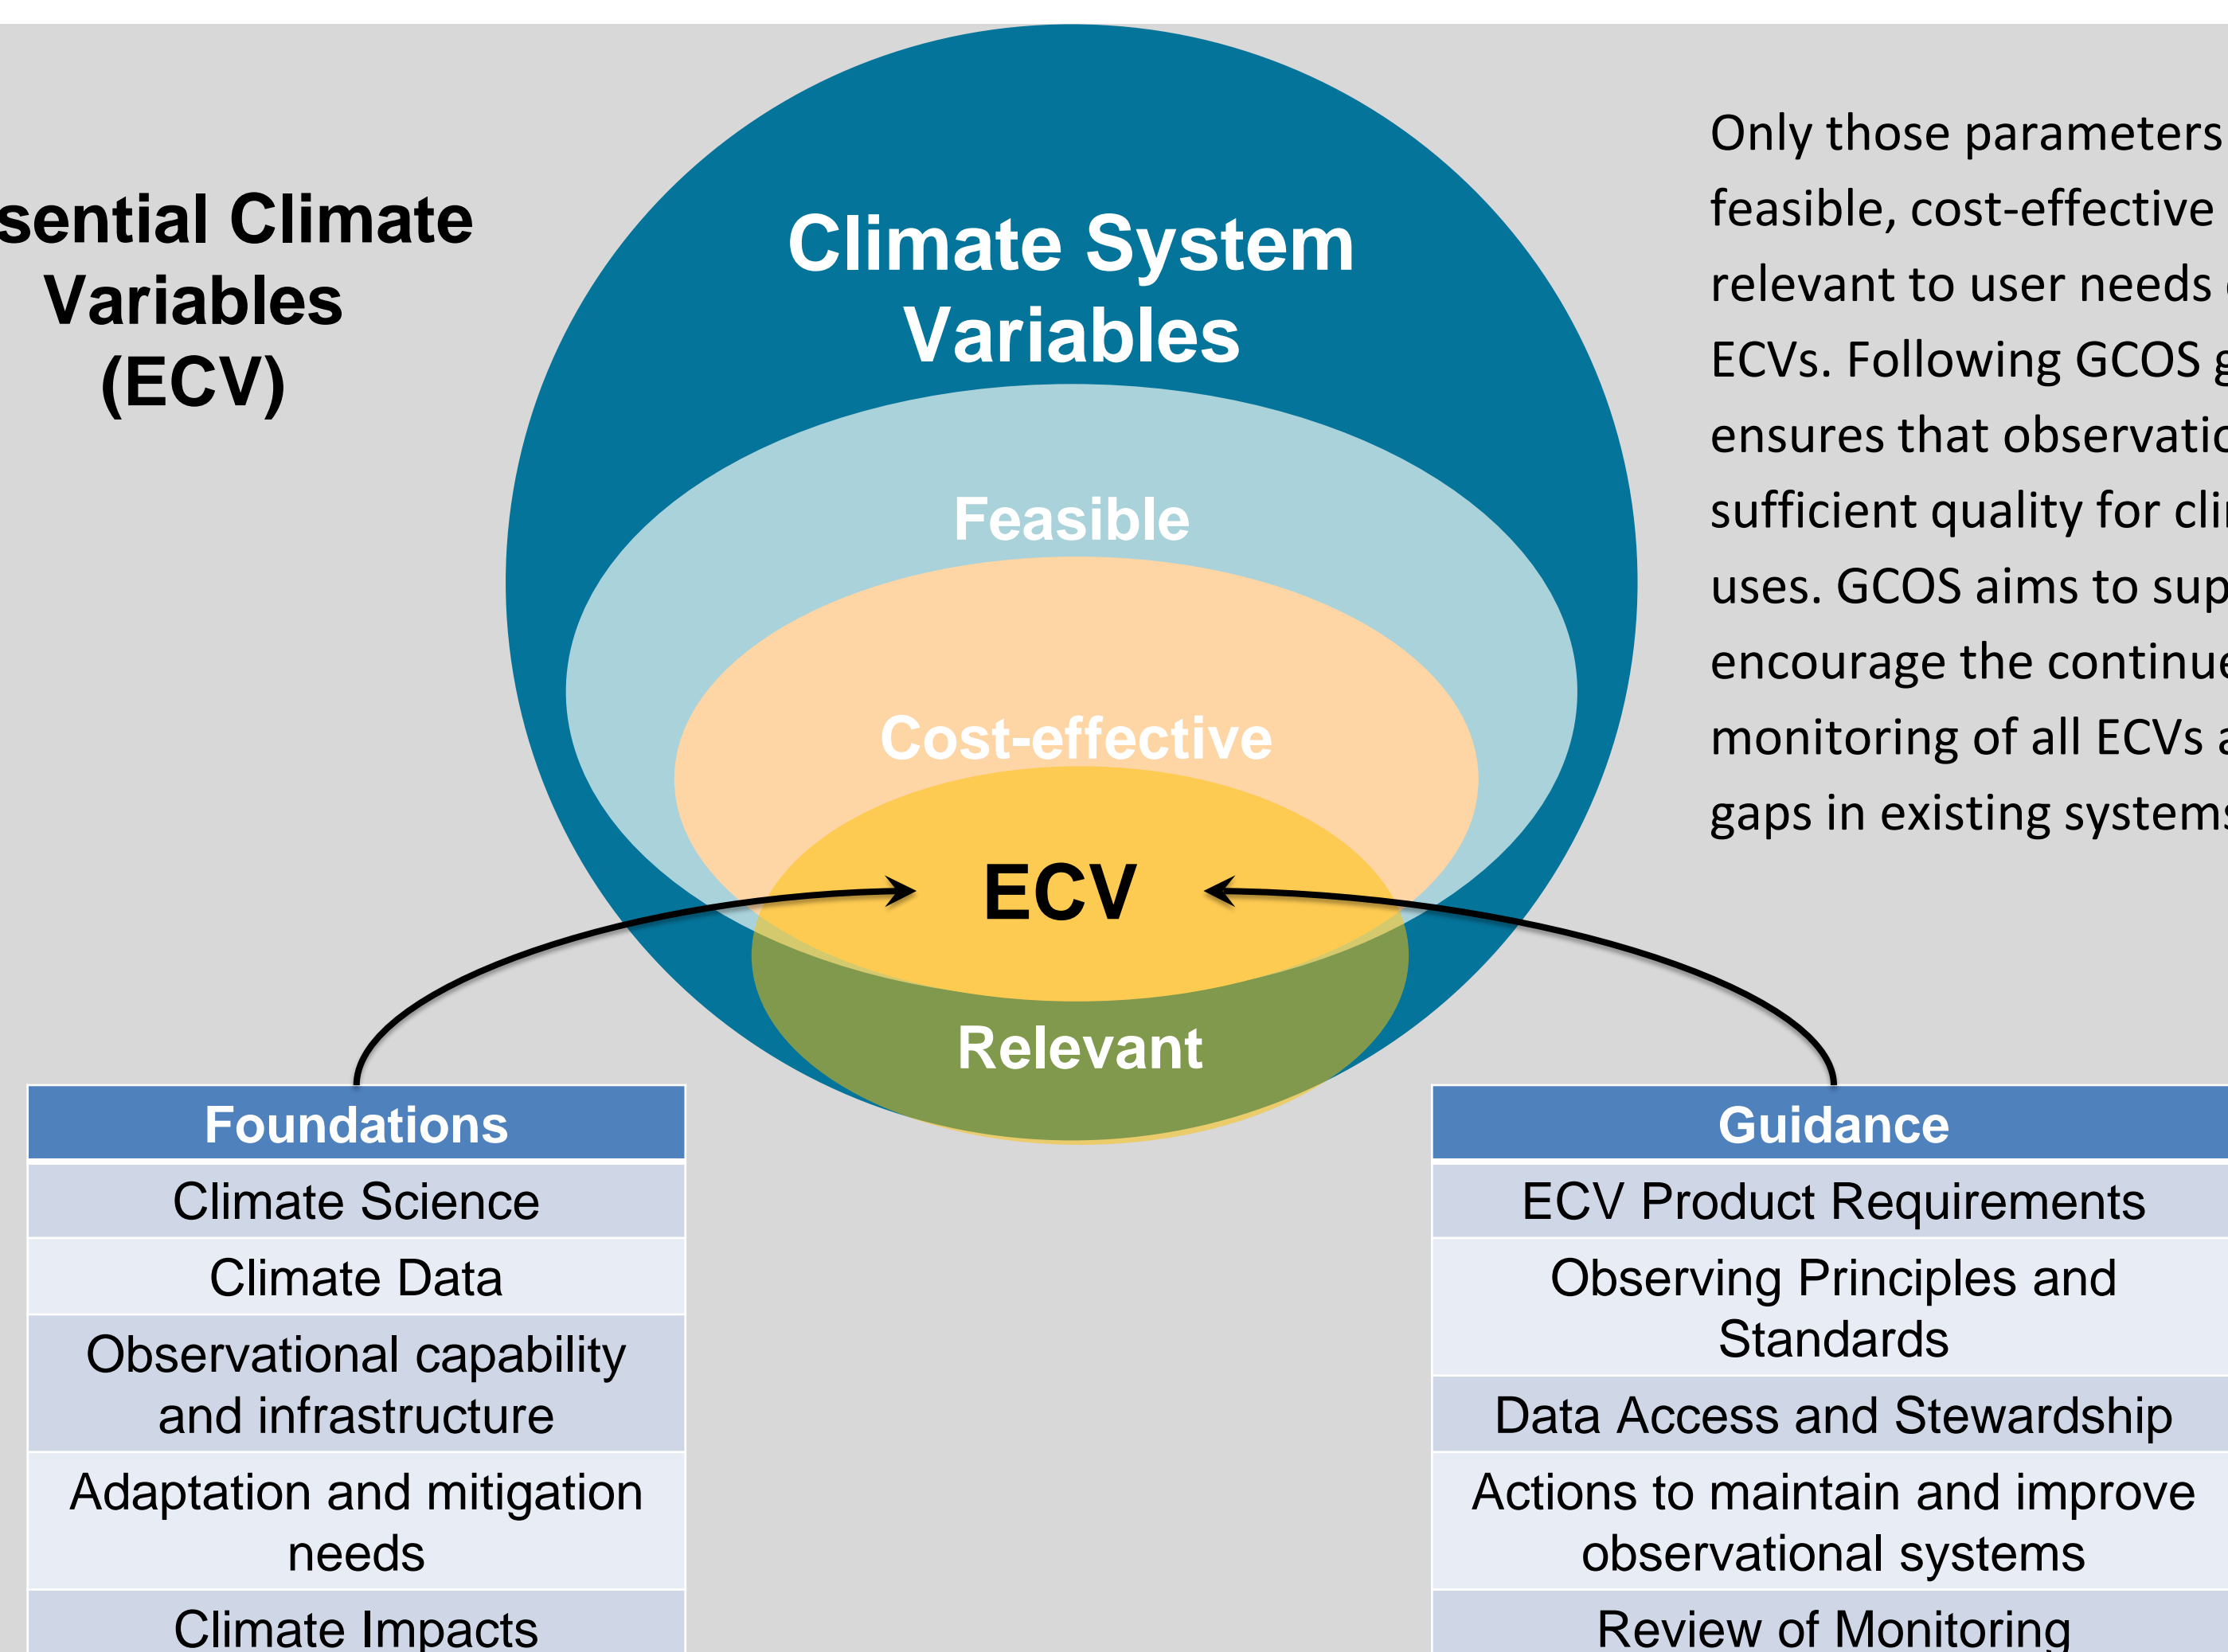 sential Climate
Variables
(ECV)
Climate System
Variables
Feasible
Cost-effective
ECV
Relevant
Only those parameters
feasible, cost-effective
relevant to user needs
ECVs. Following GCOS g
ensures that observatio
sufficient quality for cli
uses. GCOS aims to sup
encourage the continue
monitoring of all ECVs a
gaps in existing systems
Foundations
Climate Science
Climate Data
Observational capability
and infrastructure
Adaptation and mitigation
needs
Climate Impacts
Guidance
ECV Product Requirements
Observing Principles and
Standards
Data Access and Stewardship
Actions to maintain and improve
observational systems
Review of Monitoring